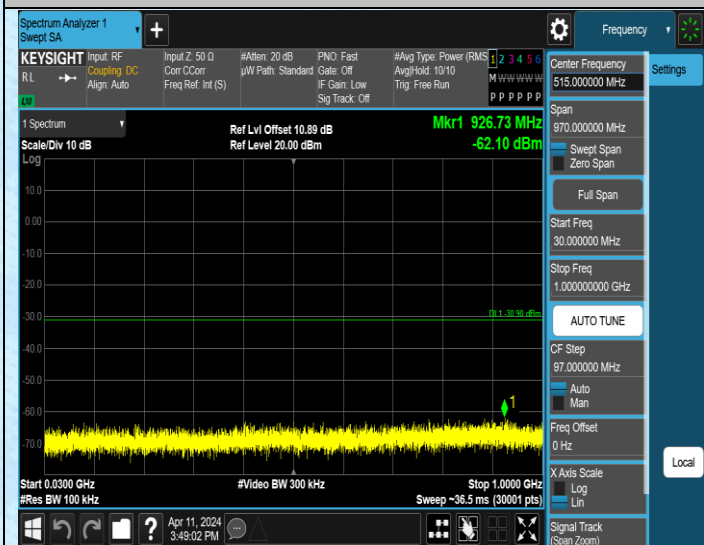 Spectrum Analyzer 1
Swept SA
Frequency
KEYSIGHT
RL
LXI
Input: RF
Coupling: DC
Align: Auto
Input Z: 50 Ω
Corr CCorr
Freq Ref: Int (S)
#Atten: 20 dB
µW Path: Standard
PNO: Fast
Gate: Off
IF Gain: Low
Sig Track: Off
#Avg Type: Power (RMS
Avg|Hold: 10/10
Trig: Free Run
1 2 3 4 5 6
M W W W W W
P P P P P P
1 Spectrum
Scale/Div 10 dB
Log
Ref Lvl Offset 10.89 dB
Ref Level 20.00 dBm
Mkr1 926.73 MHz
-62.10 dBm
10.0
0.00
-10.0
-20.0
-30.0
DL1 -30.90 dBm
-40.0
-50.0
-60.0
1
-70.0
Start 0.0300 GHz
#Res BW 100 kHz
#Video BW 300 kHz
Stop 1.0000 GHz
Sweep ~36.5 ms (30001 pts)
Apr 11, 2024
3:49:02 PM
Center Frequency
515.000000 MHz
Settings
Span
970.000000 MHz
Swept Span
Zero Span
Full Span
Start Freq
30.000000 MHz
Stop Freq
1.000000000 GHz
AUTO TUNE
CF Step
97.000000 MHz
Auto
Man
Freq Offset
0 Hz
X Axis Scale
Log
Lin
Local
Signal Track
(Span Zoom)